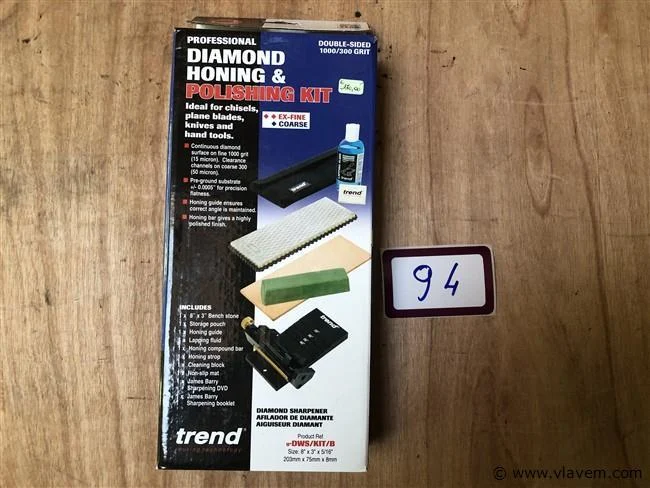 PROFESSIONAL
DIAMOND
HONING &
POLISHING KIT
Ideal for chisels,
plane blades,
knives and
hand tools.
Continuous diamond
surface on fine 1000 grit
(15 micron). Clearance
channels on coarse 300
(50 micron).
Pre-ground substrate
+/- 0.0005" for precision
flatness.
Honing guide ensures
correct angle is maintained.
Honing bar gives a highly
polished finish.
DOUBLE-SIDED
1000/300 GRIT
EX-FINE
COARSE
trend
trend
trend
INCLUDES
1 x 8" x 3" Bench stone
1 x Storage pouch
1 x Honing guide
1 x Lapping fluid
1 x Honing compound bar
1 x Honing strop
1 x Cleaning block
1 x Non-slip mat
1 x James Barry
Sharpening DVD
1 x James Barry
Sharpening booklet
trend
routing technology
DIAMOND SHARPENER
AFILADOR DE DIAMANTE
AIGUISEUR DIAMANT
Product Ref.
DWS/KIT/B
Size: 8" x 3" x 5/16"
203mm x 75mm x 8mm
94
© www.vlavem.com